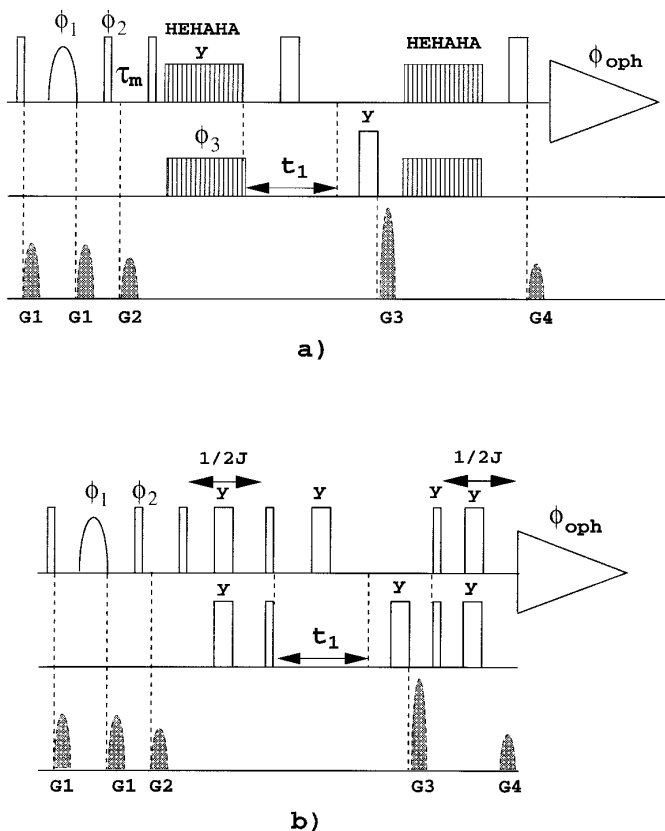 ϕ1 ϕ2 HEHAHA HEHAHA
τm y ϕoph
ϕ3 y
t1
G1 G1 G2 G3 G4
a)
1/2J 1/2J
ϕ1 ϕ2 y y y y ϕoph
y y y
t1
G1 G1 G2 G3 G4
b)